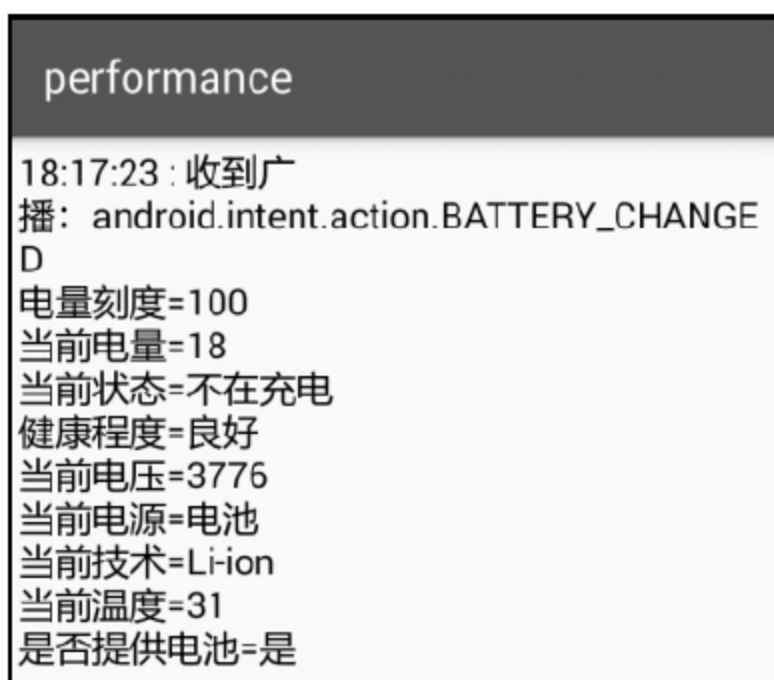 performance
18:17:23 : 收到广
播：android.intent.action.BATTERY_CHANGE
D
电量刻度=100
当前电量=18
当前状态=不在充电
健康程度=良好
当前电压=3776
当前电源=电池
当前技术=Li-ion
当前温度=31
是否提供电池=是